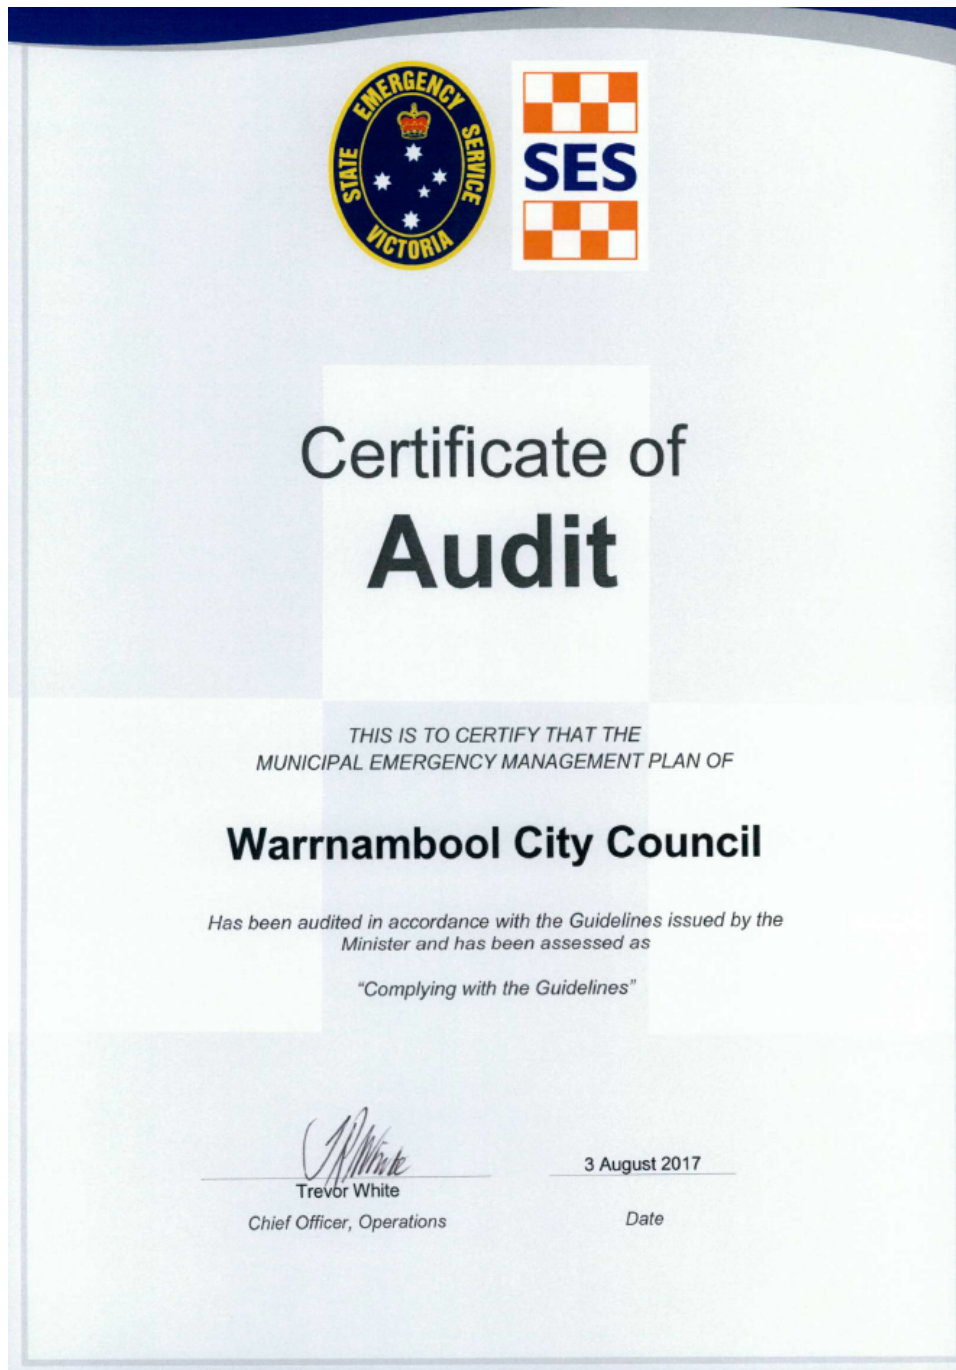 STATE EMERGENCY SERVICE
VICTORIA
SES
Certificate of
Audit
THIS IS TO CERTIFY THAT THE
MUNICIPAL EMERGENCY MANAGEMENT PLAN OF
Warrnambool City Council
Has been audited in accordance with the Guidelines issued by the
Minister and has been assessed as
“Complying with the Guidelines”
3 August 2017
Trevor White
Chief Officer, Operations
Date